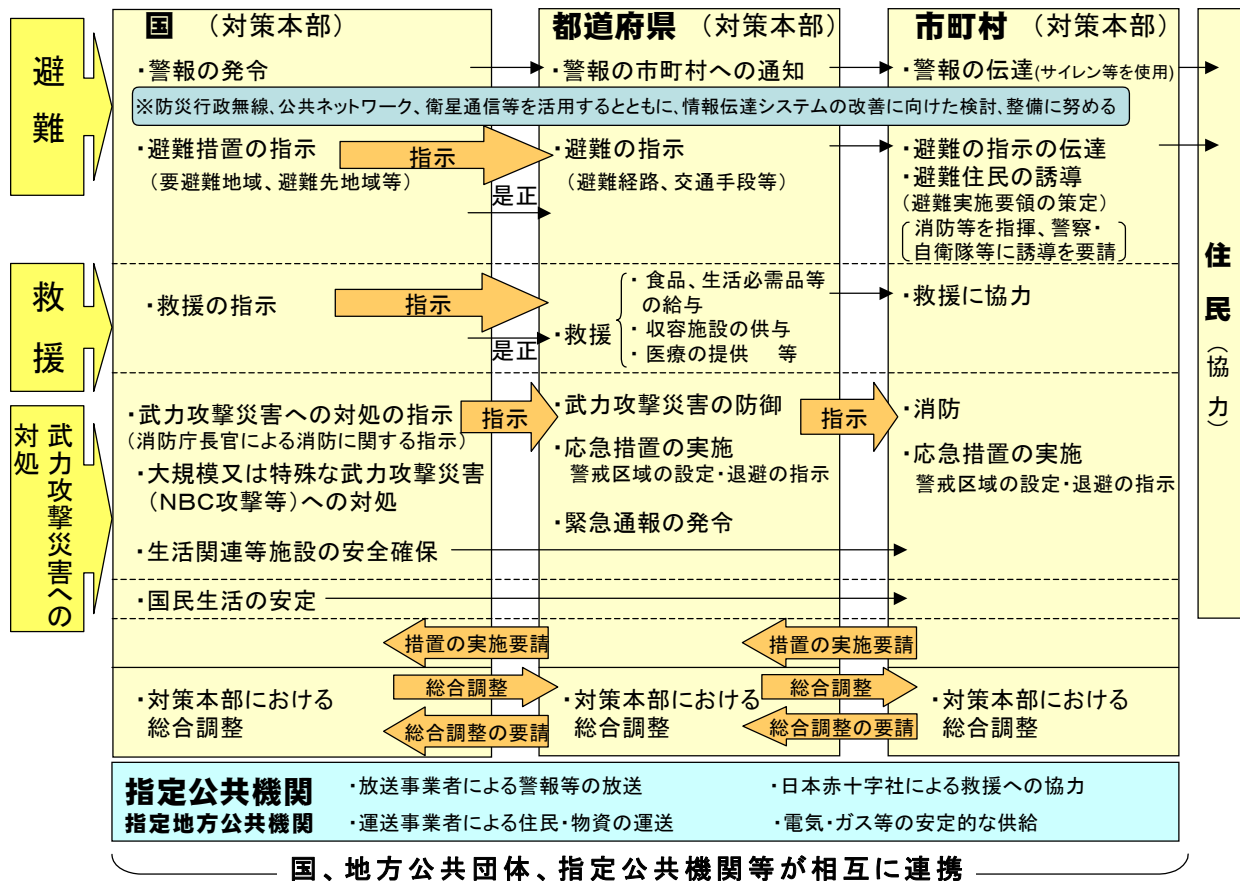 国 (対策本部)
都道府県 (対策本部)
市町村 (対策本部)
避難
・警報の発令
・警報の市町村への通知
・警報の伝達(サイレン等を使用)
※防災行政無線、公共ネットワーク、衛星通信等を活用するとともに、情報伝達システムの改善に向けた検討、整備に努める
・避難措置の指示
(要避難地域、避難先地域等)
指示
是正
・避難の指示
(避難経路、交通手段等)
・避難の指示の伝達
・避難住民の誘導
(避難実施要領の策定)
消防等を指揮、警察・
自衛隊等に誘導を要請
救援
・救援の指示
指示
是正
・救援
・食品、生活必需品等
の給与
・収容施設の供与
・医療の提供 等
・救援に協力
武力攻撃災害への
対処
・武力攻撃災害への対処の指示
(消防庁長官による消防に関する指示)
指示
・武力攻撃災害の防御
指示
・消防
・大規模又は特殊な武力攻撃災害
(NBC攻撃等)への対処
・応急措置の実施
警戒区域の設定・退避の指示
・応急措置の実施
警戒区域の設定・退避の指示
・緊急通報の発令
・生活関連等施設の安全確保
・国民生活の安定
措置の実施要請
措置の実施要請
・対策本部における
総合調整
総合調整
総合調整の要請
・対策本部における
総合調整
総合調整
総合調整の要請
・対策本部における
総合調整
住民(協力)
指定公共機関
指定地方公共機関
・放送事業者による警報等の放送
・日本赤十字社による救援への協力
・運送事業者による住民・物資の運送
・電気・ガス等の安定的な供給
国、地方公共団体、指定公共機関等が相互に連携